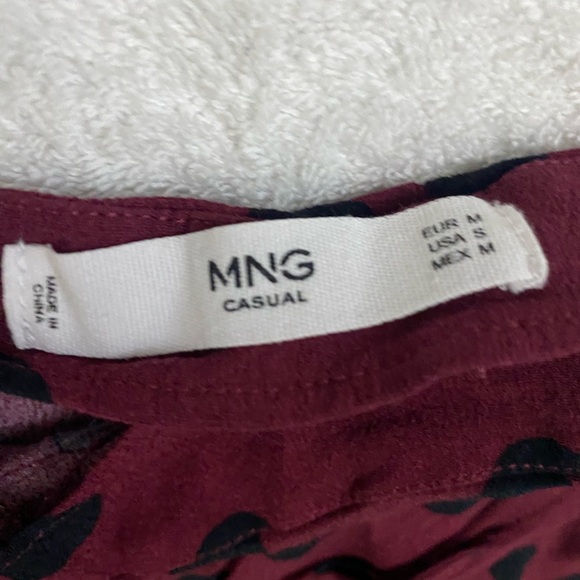 MADE IN
CHINA
MNG
CASUAL
EUR M
USA S
MEX M